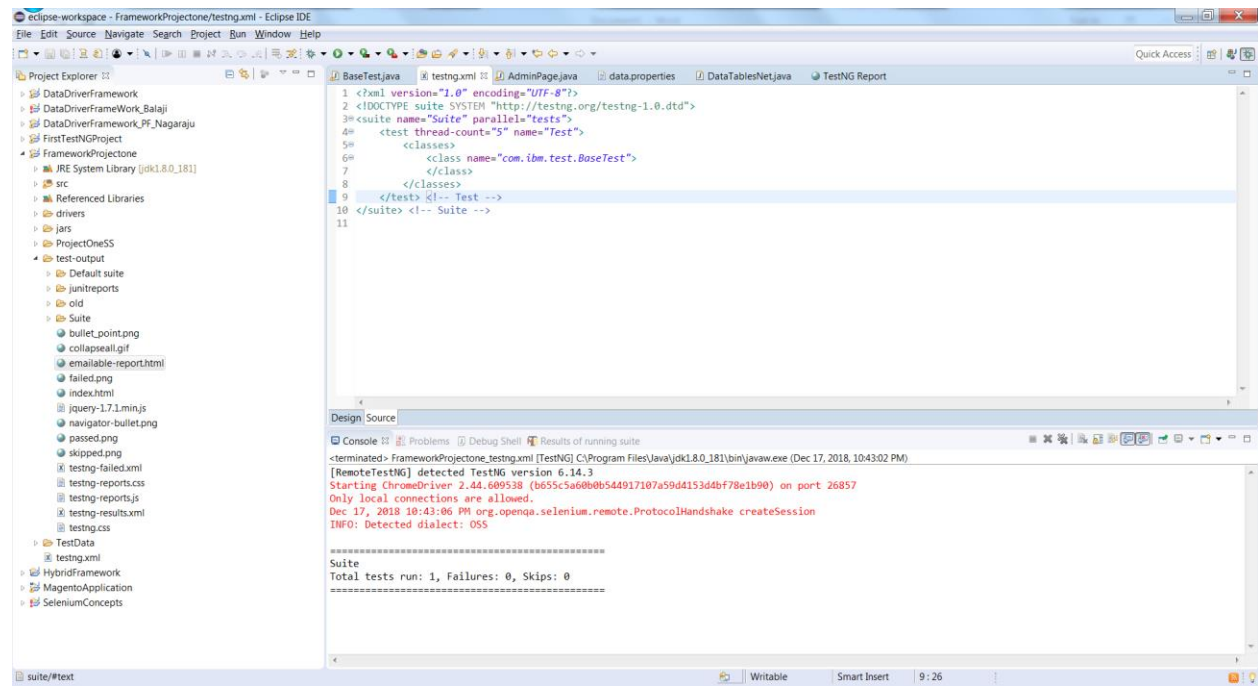 eclipse-workspace - FrameworkProjectone/testng.xml - Eclipse IDE
File Edit Source Navigate Search Project Run Window Help
Quick Access
Project Explorer
DataDriverFramework
DataDriverFrameWork_Balaji
DataDriverFramework_PF_Nagaraju
FirstTestNGProject
FrameworkProjectone
JRE System Library [jdk1.8.0_181]
src
Referenced Libraries
drivers
jars
ProjectOneSS
test-output
Default suite
junitreports
old
Suite
bullet_point.png
collapseall.gif
emailable-report.html
failed.png
index.html
jquery-1.7.1.min.js
navigator-bullet.png
passed.png
skipped.png
testng-failed.xml
testng-reports.css
testng-reports.js
testng-results.xml
testng.css
TestData
testng.xml
HybridFramework
MagentoApplication
SeleniumConcepts
BaseTest.java testng.xml AdminPage.java data.properties DataTablesNet.java TestNG Report
1 <?xml version="1.0" encoding="UTF-8"?>
2 <!DOCTYPE suite SYSTEM "http://testng.org/testng-1.0.dtd">
3 <suite name="Suite" parallel="tests">
4 <test thread-count="5" name="Test">
5 <classes>
6 <class name="com.ibm.test.BaseTest">
7 </class>
8 </classes>
9 </test> <!-- Test -->
10 </suite> <!-- Suite -->
11
Design Source
Console Problems Debug Shell Results of running suite
<terminated> FrameworkProjectone_testng.xml [TestNG] C:\Program Files\Java\jdk1.8.0_181\bin\javaw.exe (Dec 17, 2018, 10:43:02 PM)
[RemoteTestNG] detected TestNG version 6.14.3
Starting ChromeDriver 2.44.609538 (b655c5a60b0b544917107a59d4153d4bf78e1b90) on port 26857
Only local connections are allowed.
Dec 17, 2018 10:43:06 PM org.openqa.selenium.remote.ProtocolHandshake createSession
INFO: Detected dialect: OSS
===============================================
Suite
Total tests run: 1, Failures: 0, Skips: 0
===============================================
suite/#text Writable Smart Insert 9 : 26